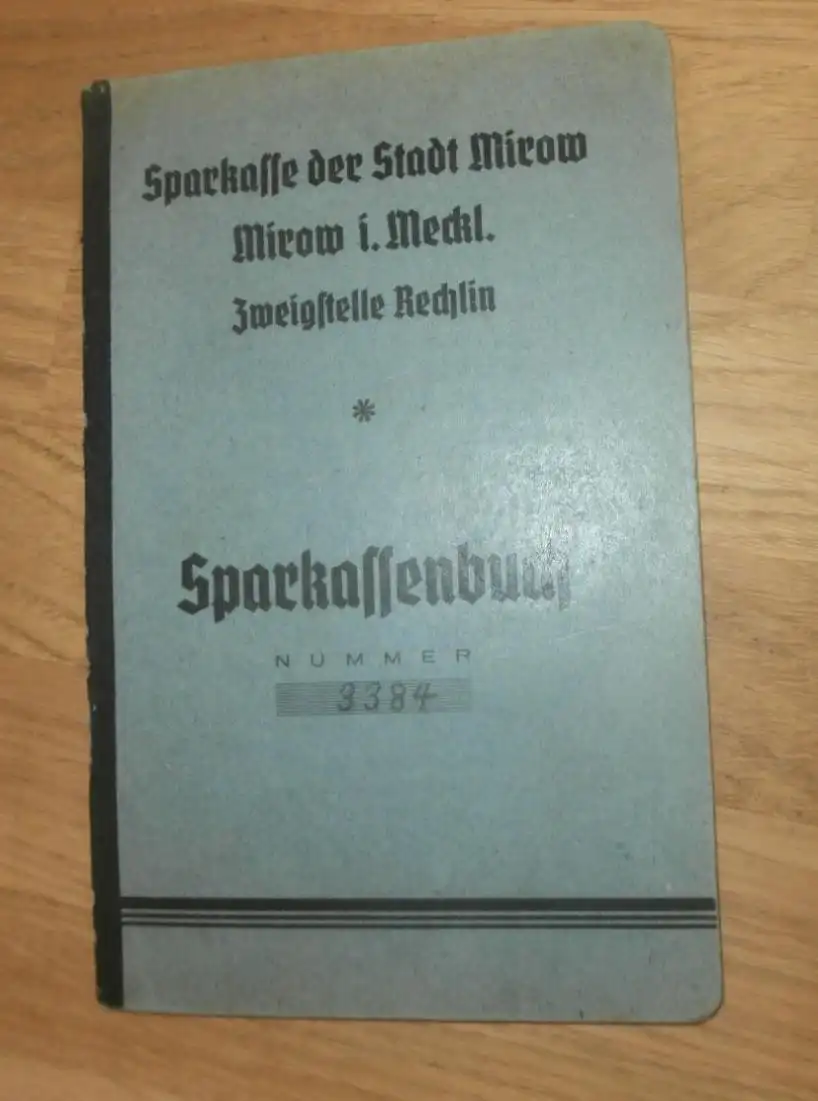 Sparkasse der Stadt Mirow
Mirow i. Meckl.
Zweigstelle Rechlin
*
Sparkassenbuch
NUMMER
3384